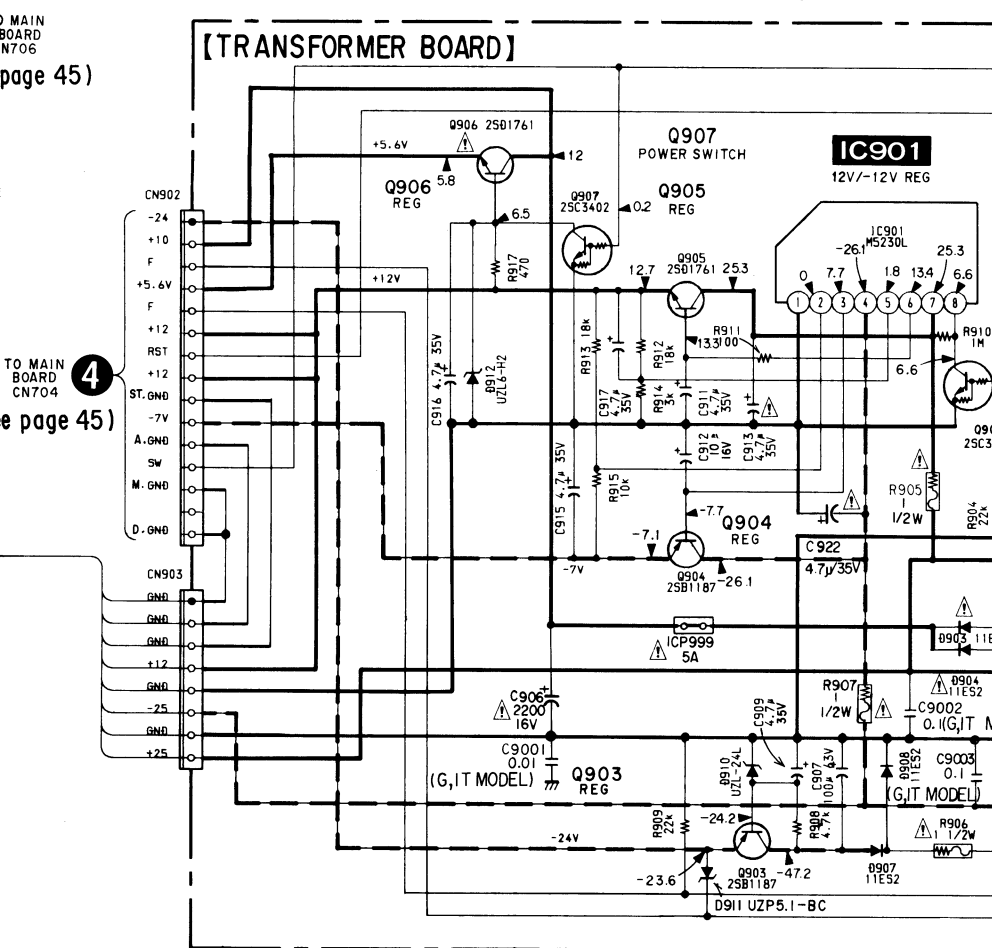 O MAIN
BOARD
N706
page 45)
【TRANSFORMER BOARD】
Q906 2SD1761
+5.6V
5.8
12
Q906
REG
6.5
Q907
POWER SWITCH
Q907
2SC3402
0.2
Q905
REG
IC901
12V/-12V REG
IC901
M5230L
-26.1
0
7.7
1.8
13.4
25.3
6.6
1 2 3 4 5 6 7 8
CN902
-24
+10
F
+5.6V
F
+12
RST
+12
ST.GND
-7V
A.GND
SW
M.GND
D.GND
TO MAIN
BOARD
CN704
4
e page 45)
R917
470
+12V
12.7
Q905
2SD1761
25.3
13.3
R911
100
R910
1M
6.6
Q90
2SC3
C916 4.7μ 35V
D912
UZL6-H2
R913 18k
R912
18k
C917
4.7μ
35V
R914
3k
C911
4.7μ
35V
C912
10μ
16V
C913
4.7μ
35V
C915 4.7μ 35V
R915
10k
-7.7
Q904
REG
-7.1
-7V
Q904
2SB1187
-26.1
C922
4.7μ/35V
R905
1
1/2W
R904
22k
CN903
GND
GND
GND
+12
GND
-25
GND
+25
ICP999
5A
D903 11E
D904
11ES2
C906
2200
16V
C9001
0.01
(G,IT MODEL)
Q903
REG
C909
4.7μ
35V
R907
1
1/2W
C9002
0.1(G,IT M
D910
UZL-24L
C907
100μ 63V
D908
11ES2
C9003
0.1
(G,IT MODEL)
R909
22k
-24.2
R908
4.7k
R906
1 1/2W
-24V
-23.6
Q903
2SB1187
-47.2
D907
11ES2
D911 UZP5.1-BC